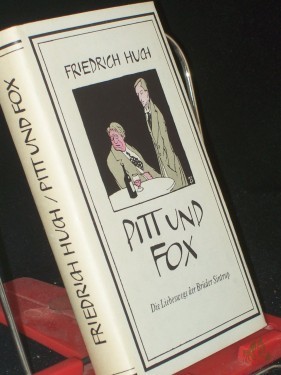 FRIEDRICH HUCH / PITT UND FOX
FRIEDRICH HUCH
PITT UND
FOX
Die Liebeswege der Brüder Sintrup